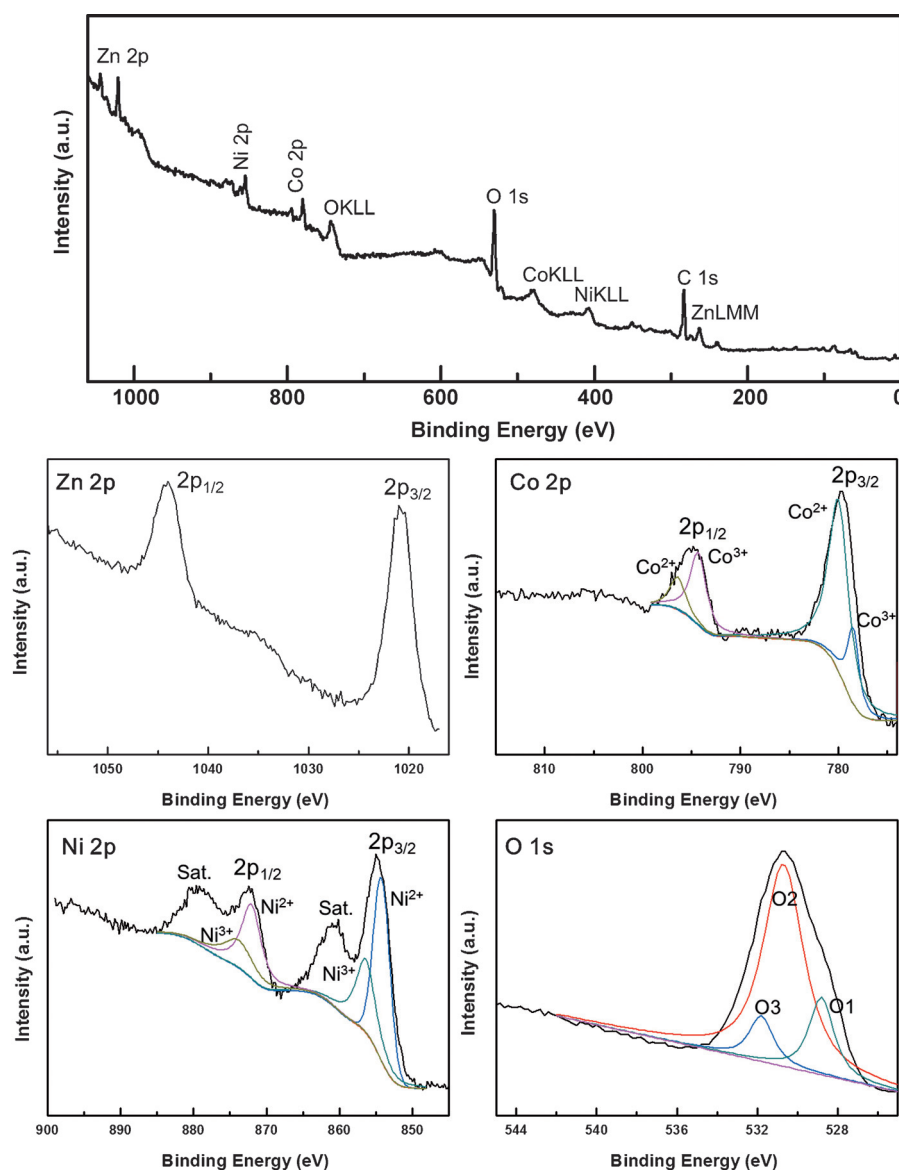 Zn 2p
Ni 2p
Co 2p
OKLL
O 1s
CoKLL
NiKLL
C 1s
ZnLMM
Intensity (a.u.)
1000 800 600 400 200 0
Binding Energy (eV)
Zn 2p
2p1/2
2p3/2
Intensity (a.u.)
1050 1040 1030 1020
Binding Energy (eV)
Co 2p
2p3/2
Co2+
2p1/2
Co2+
Co3+
Co3+
Intensity (a.u.)
810 800 790 780
Binding Energy (eV)
Ni 2p
2p3/2
Sat.
2p1/2
Ni2+
Ni2+
Sat.
Ni3+
Ni3+
Intensity (a.u.)
900 890 880 870 860 850
Binding Energy (eV)
O 1s
O2
O3
O1
Intensity (a.u.)
544 540 536 532 528
Binding Energy (eV)